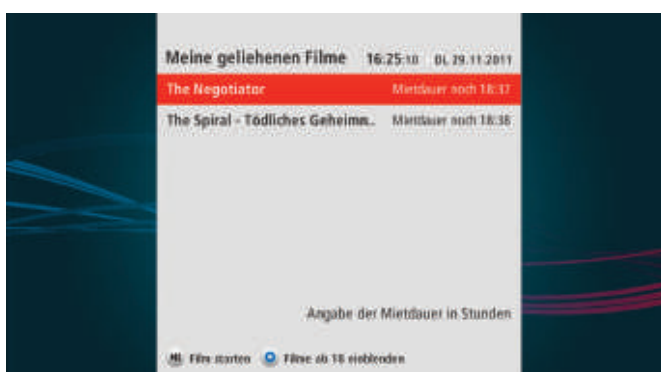 Meine geliehenen Filme 16:25:10 Di, 29.11.2011
The Negotiator Mietdauer noch 18:37
The Spiral - Tödliches Geheimn.. Mietdauer noch 18:38
Angabe der Mietdauer in Stunden
Film starten Filme ab 18 einblenden